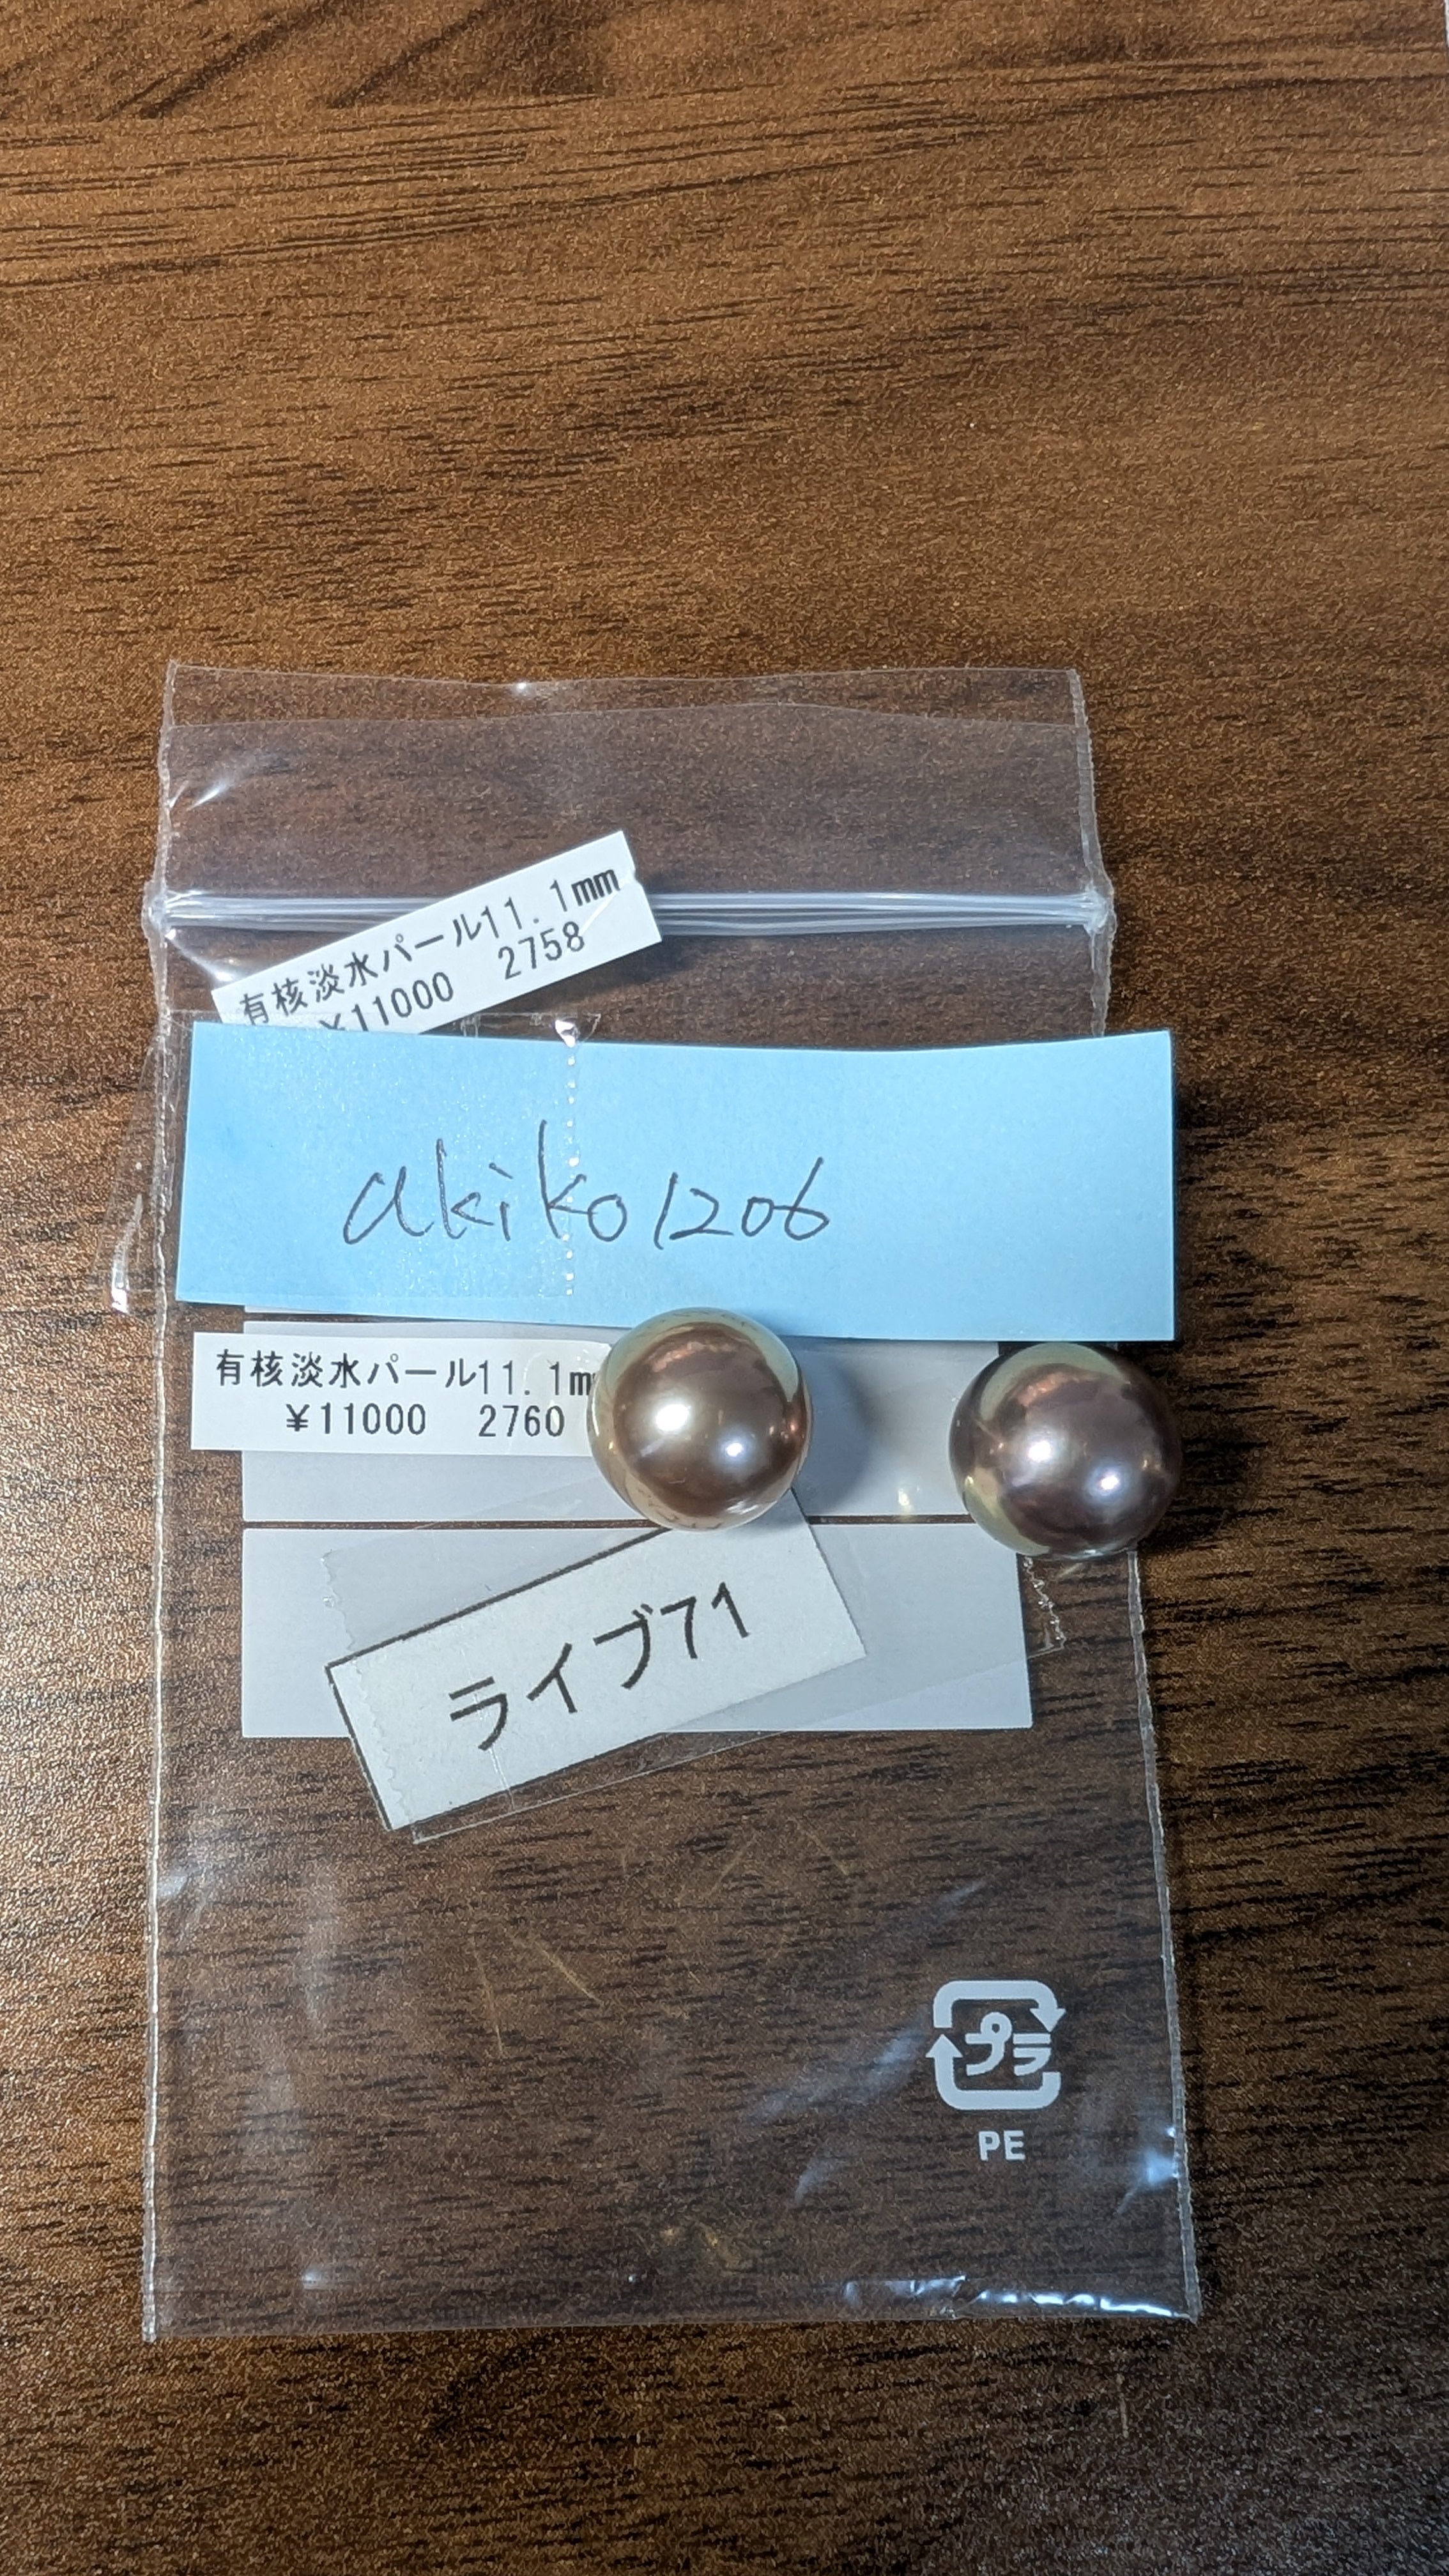 有核淡水パール11.1mm
¥11000 2758
akiko1206
有核淡水パール11.1m
¥11000 2760
ライブ71
プラ
PE